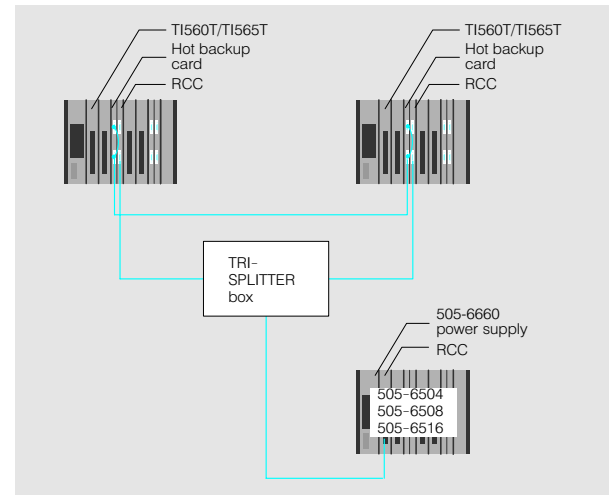 TI560T/TI565T
Hot backup
card
RCC
TI560T/TI565T
Hot backup
card
RCC
TRI-
SPLITTER
box
505-6660
power supply
RCC
505-6504
505-6508
505-6516